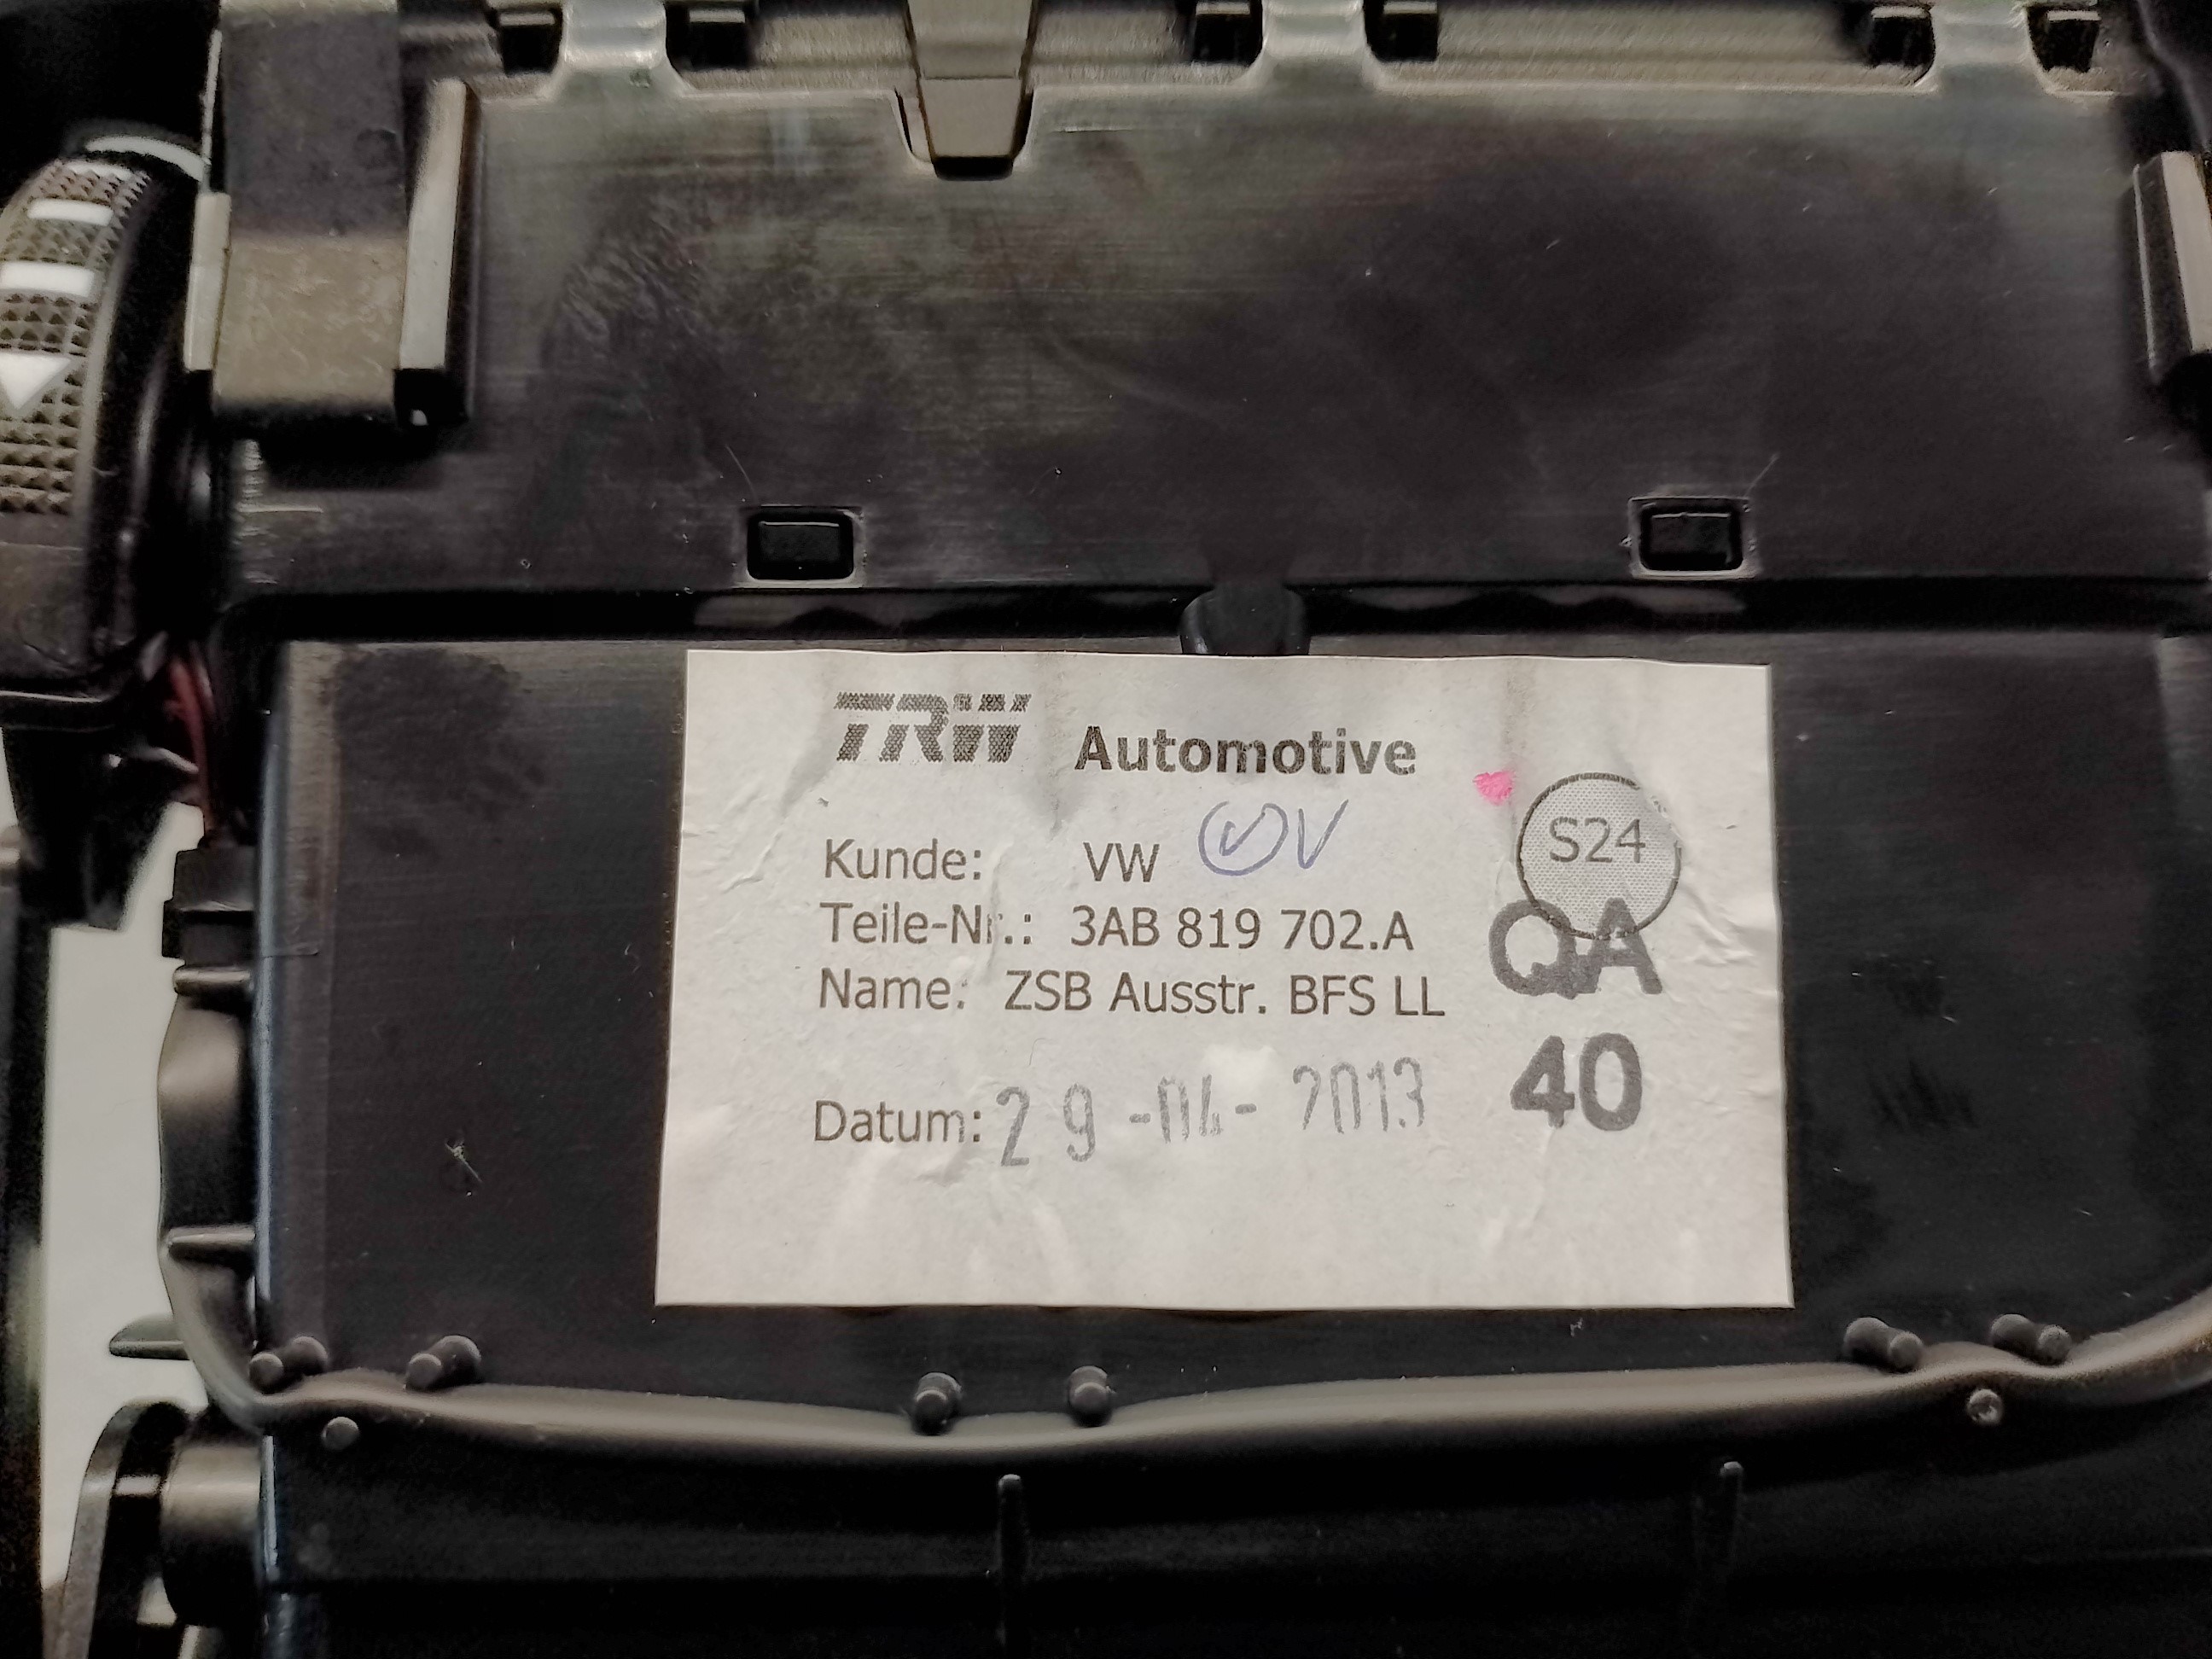 TRW Automotive
Kunde: VW
S24
Teile-Nr.: 3AB 819 702.A
QA
Name: ZSB Ausstr. BFS LL
40
Datum: 29-04-2013